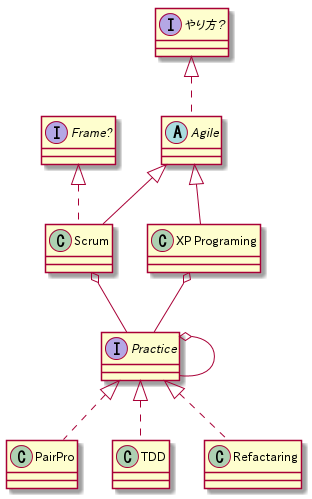 I やり方?
A Agile
I Frame?
C Scrum
C XP Programing
I Practice
C PairPro
C TDD
C Refactaring